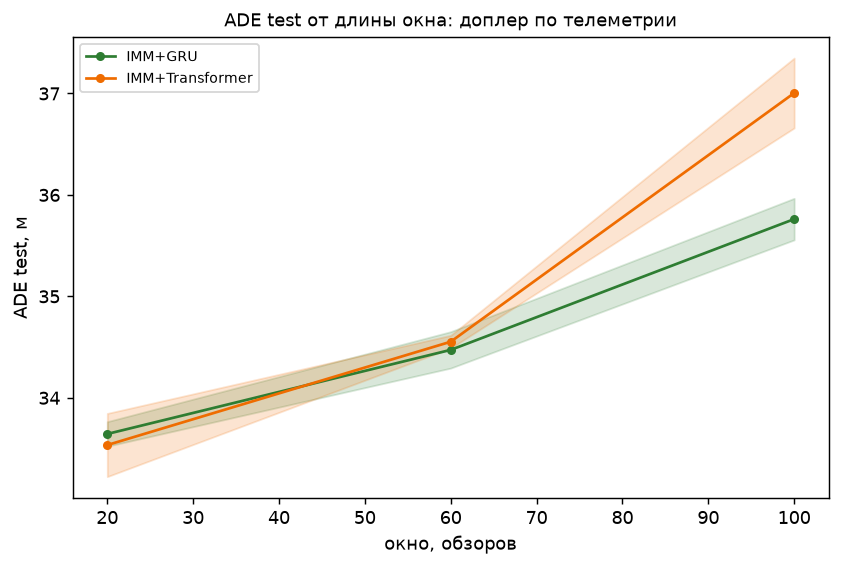 ADE test от длины окна: доплер по телеметрии
IMM+GRU
IMM+Transformer
ADE test, м
37
36
35
34
20 30 40 50 60 70 80 90 100
окно, обзоров